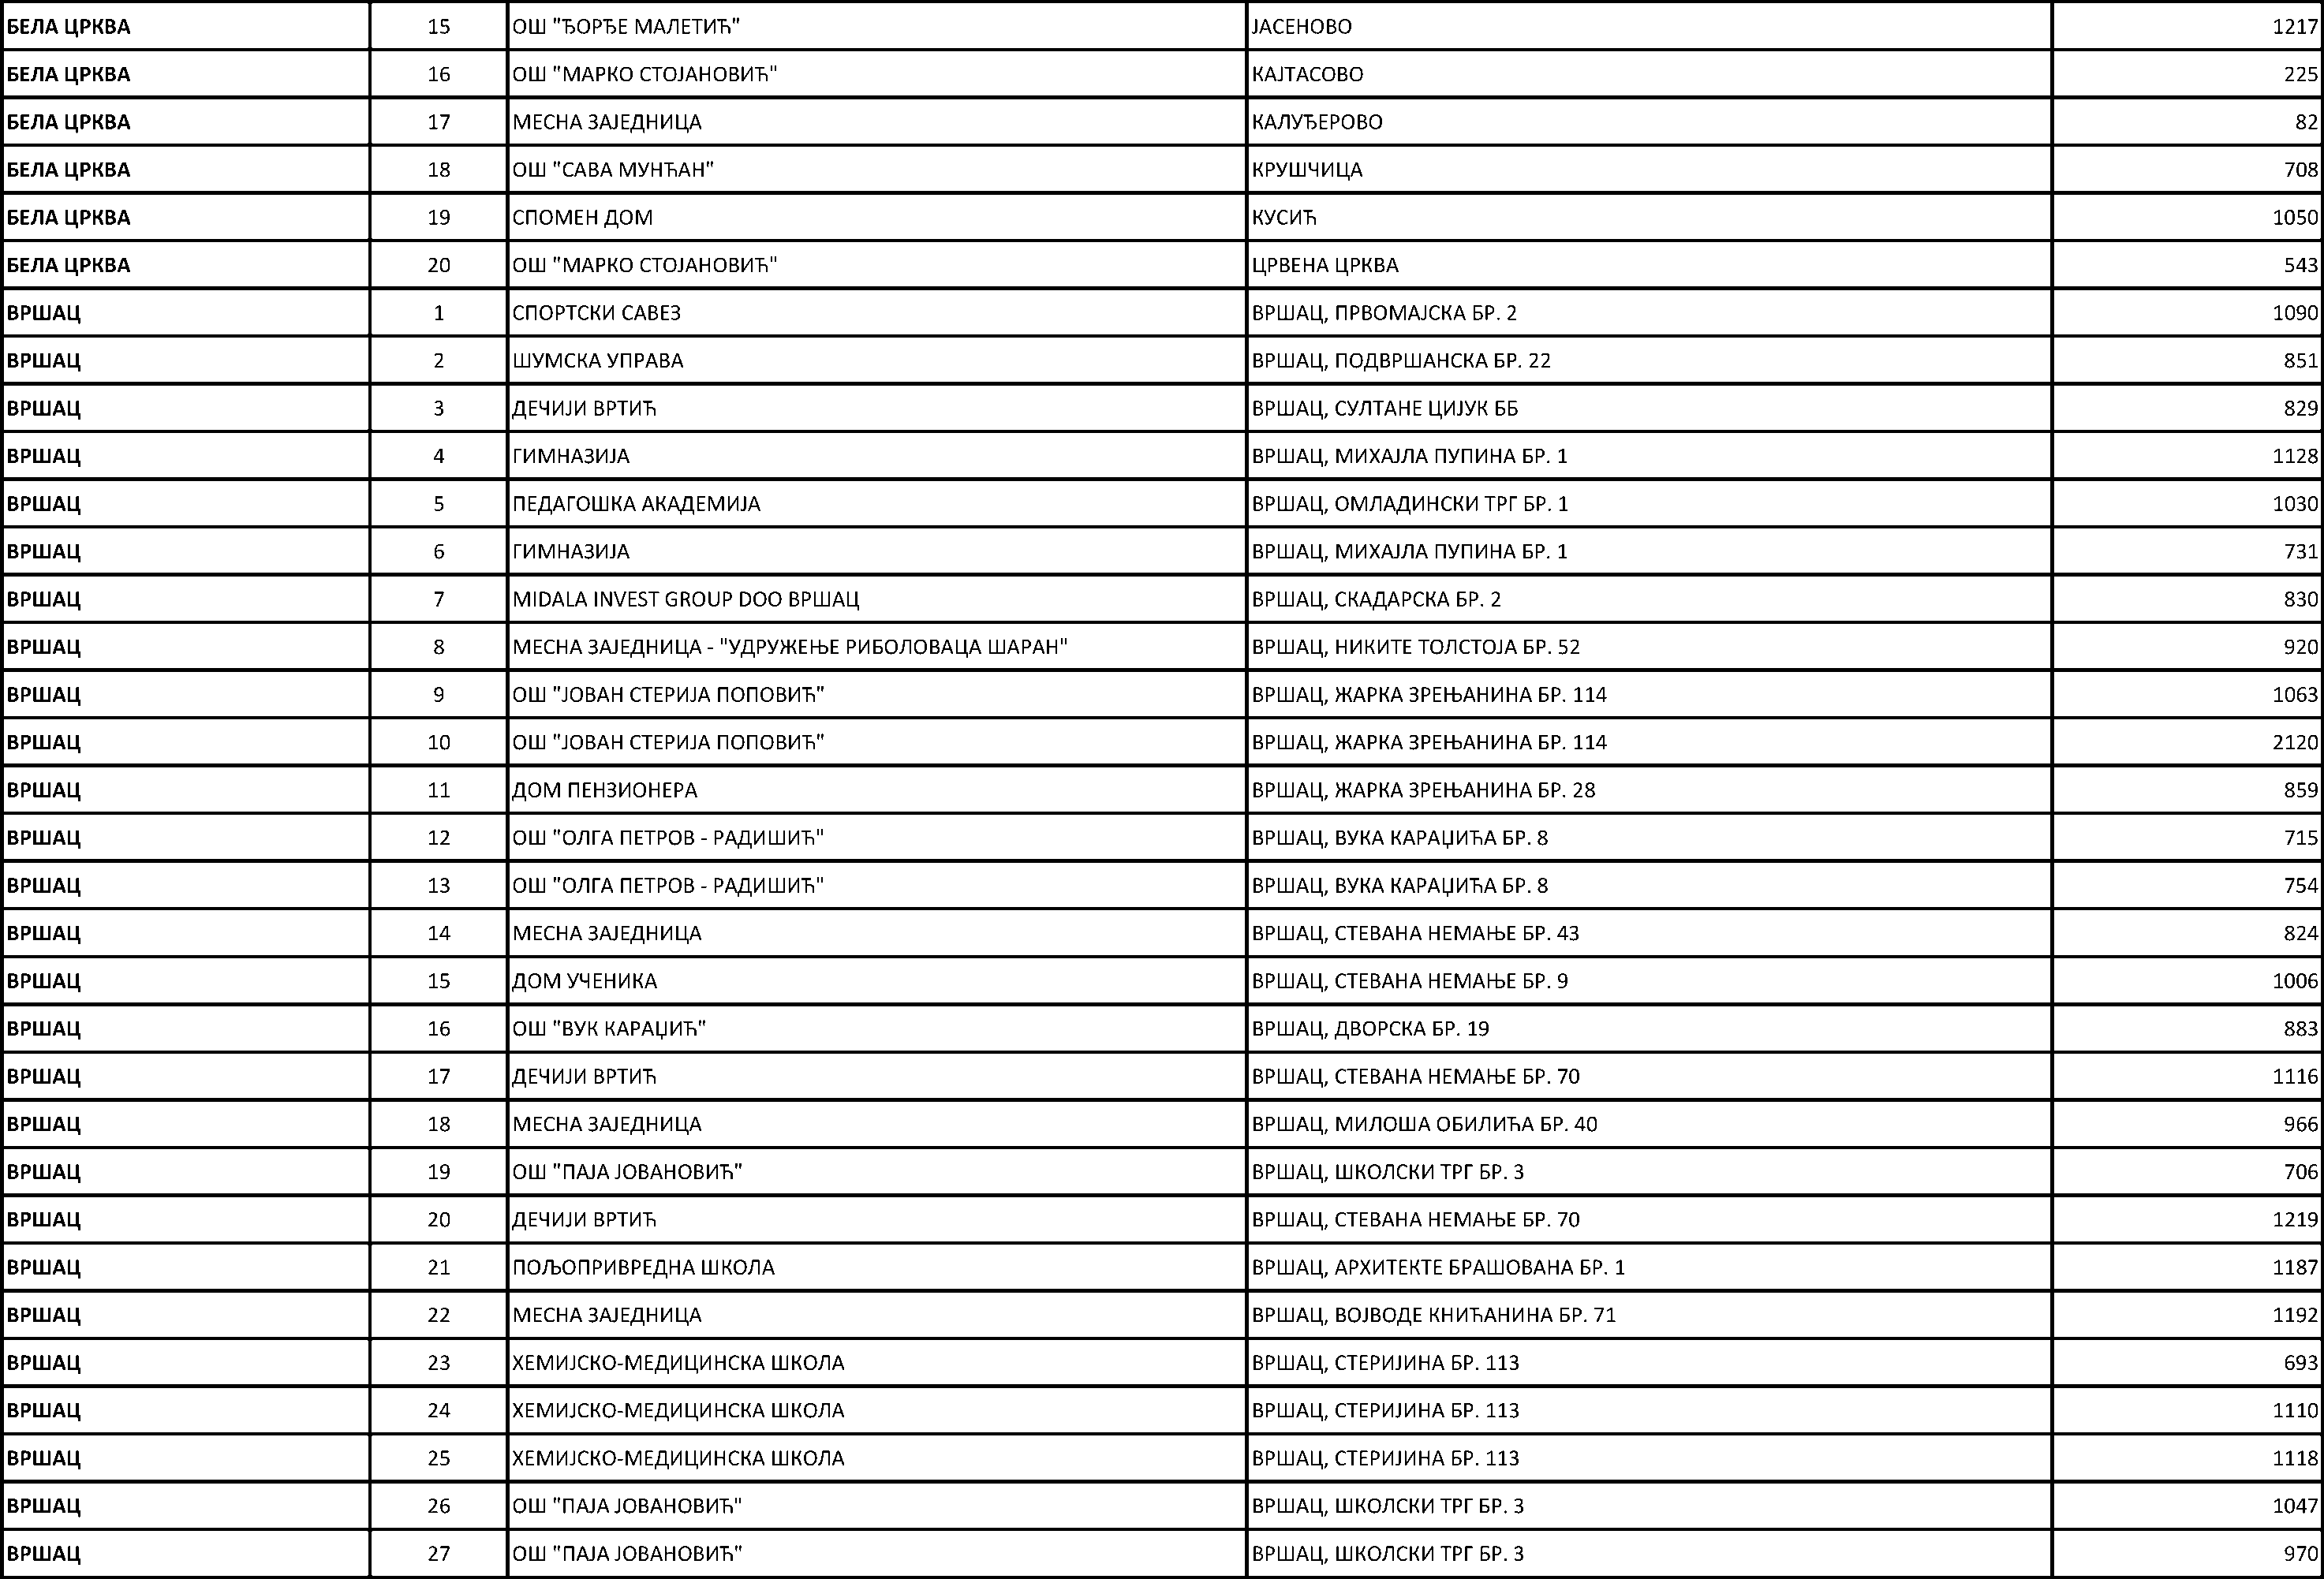 БЕЛА ЦРКВА 15 ОШ "ЂОРЂЕ МАЛЕТИЋ" ЈАСЕНОВО 1217
БЕЛА ЦРКВА 16 ОШ "МАРКО СТОЈАНОВИЋ" КАЈТАСОВО 225
БЕЛА ЦРКВА 17 МЕСНА ЗАЈЕДНИЦА КАЛУЂЕРОВО 82
БЕЛА ЦРКВА 18 ОШ "САВА МУНЋАН" КРУШЧИЦА 708
БЕЛА ЦРКВА 19 СПОМЕН ДОМ КУСИЋ 1050
БЕЛА ЦРКВА 20 ОШ "МАРКО СТОЈАНОВИЋ" ЦРВЕНА ЦРКВА 543
ВРШАЦ 1 СПОРТСКИ САВЕЗ ВРШАЦ, ПРВОМАЈСКА БР. 2 1090
ВРШАЦ 2 ШУМСКА УПРАВА ВРШАЦ, ПОДВРШАНСКА БР. 22 851
ВРШАЦ 3 ДЕЧИЈИ ВРТИЋ ВРШАЦ, СУЛТАНЕ ЦИЈУК ББ 829
ВРШАЦ 4 ГИМНАЗИЈА ВРШАЦ, МИХАЈЛА ПУПИНА БР. 1 1128
ВРШАЦ 5 ПЕДАГОШКА АКАДЕМИЈА ВРШАЦ, ОМЛАДИНСКИ ТРГ БР. 1 1030
ВРШАЦ 6 ГИМНАЗИЈА ВРШАЦ, МИХАЈЛА ПУПИНА БР. 1 731
ВРШАЦ 7 MIDALA INVEST GROUP DOO ВРШАЦ ВРШАЦ, СКАДАРСКА БР. 2 830
ВРШАЦ 8 МЕСНА ЗАЈЕДНИЦА - "УДРУЖЕЊЕ РИБОЛОВАЦА ШАРАН" ВРШАЦ, НИКИТЕ ТОЛСТОЈА БР. 52 920
ВРШАЦ 9 ОШ "ЈОВАН СТЕРИЈА ПОПОВИЋ" ВРШАЦ, ЖАРКА ЗРЕЊАНИНА БР. 114 1063
ВРШАЦ 10 ОШ "ЈОВАН СТЕРИЈА ПОПОВИЋ" ВРШАЦ, ЖАРКА ЗРЕЊАНИНА БР. 114 2120
ВРШАЦ 11 ДОМ ПЕНЗИОНЕРА ВРШАЦ, ЖАРКА ЗРЕЊАНИНА БР. 28 859
ВРШАЦ 12 ОШ "ОЛГА ПЕТРОВ - РАДИШИЋ" ВРШАЦ, ВУКА КАРАЏИЋА БР. 8 715
ВРШАЦ 13 ОШ "ОЛГА ПЕТРОВ - РАДИШИЋ" ВРШАЦ, ВУКА КАРАЏИЋА БР. 8 754
ВРШАЦ 14 МЕСНА ЗАЈЕДНИЦА ВРШАЦ, СТЕВАНА НЕМАЊЕ БР. 43 824
ВРШАЦ 15 ДОМ УЧЕНИКА ВРШАЦ, СТЕВАНА НЕМАЊЕ БР. 9 1006
ВРШАЦ 16 ОШ "ВУК КАРАЏИЋ" ВРШАЦ, ДВОРСКА БР. 19 883
ВРШАЦ 17 ДЕЧИЈИ ВРТИЋ ВРШАЦ, СТЕВАНА НЕМАЊЕ БР. 70 1116
ВРШАЦ 18 МЕСНА ЗАЈЕДНИЦА ВРШАЦ, МИЛОША ОБИЛИЋА БР. 40 966
ВРШАЦ 19 ОШ "ПАЈА ЈОВАНОВИЋ" ВРШАЦ, ШКОЛСКИ ТРГ БР. 3 706
ВРШАЦ 20 ДЕЧИЈИ ВРТИЋ ВРШАЦ, СТЕВАНА НЕМАЊЕ БР. 70 1219
ВРШАЦ 21 ПОЉОПРИВРЕДНА ШКОЛА ВРШАЦ, АРХИТЕКТЕ БРАШОВАНА БР. 1 1187
ВРШАЦ 22 МЕСНА ЗАЈЕДНИЦА ВРШАЦ, ВОЈВОДЕ КНИЋАНИНА БР. 71 1192
ВРШАЦ 23 ХЕМИЈСКО-МЕДИЦИНСКА ШКОЛА ВРШАЦ, СТЕРИЈИНА БР. 113 693
ВРШАЦ 24 ХЕМИЈСКО-МЕДИЦИНСКА ШКОЛА ВРШАЦ, СТЕРИЈИНА БР. 113 1110
ВРШАЦ 25 ХЕМИЈСКО-МЕДИЦИНСКА ШКОЛА ВРШАЦ, СТЕРИЈИНА БР. 113 1118
ВРШАЦ 26 ОШ "ПАЈА ЈОВАНОВИЋ" ВРШАЦ, ШКОЛСКИ ТРГ БР. 3 1047
ВРШАЦ 27 ОШ "ПАЈА ЈОВАНОВИЋ" ВРШАЦ, ШКОЛСКИ ТРГ БР. 3 970